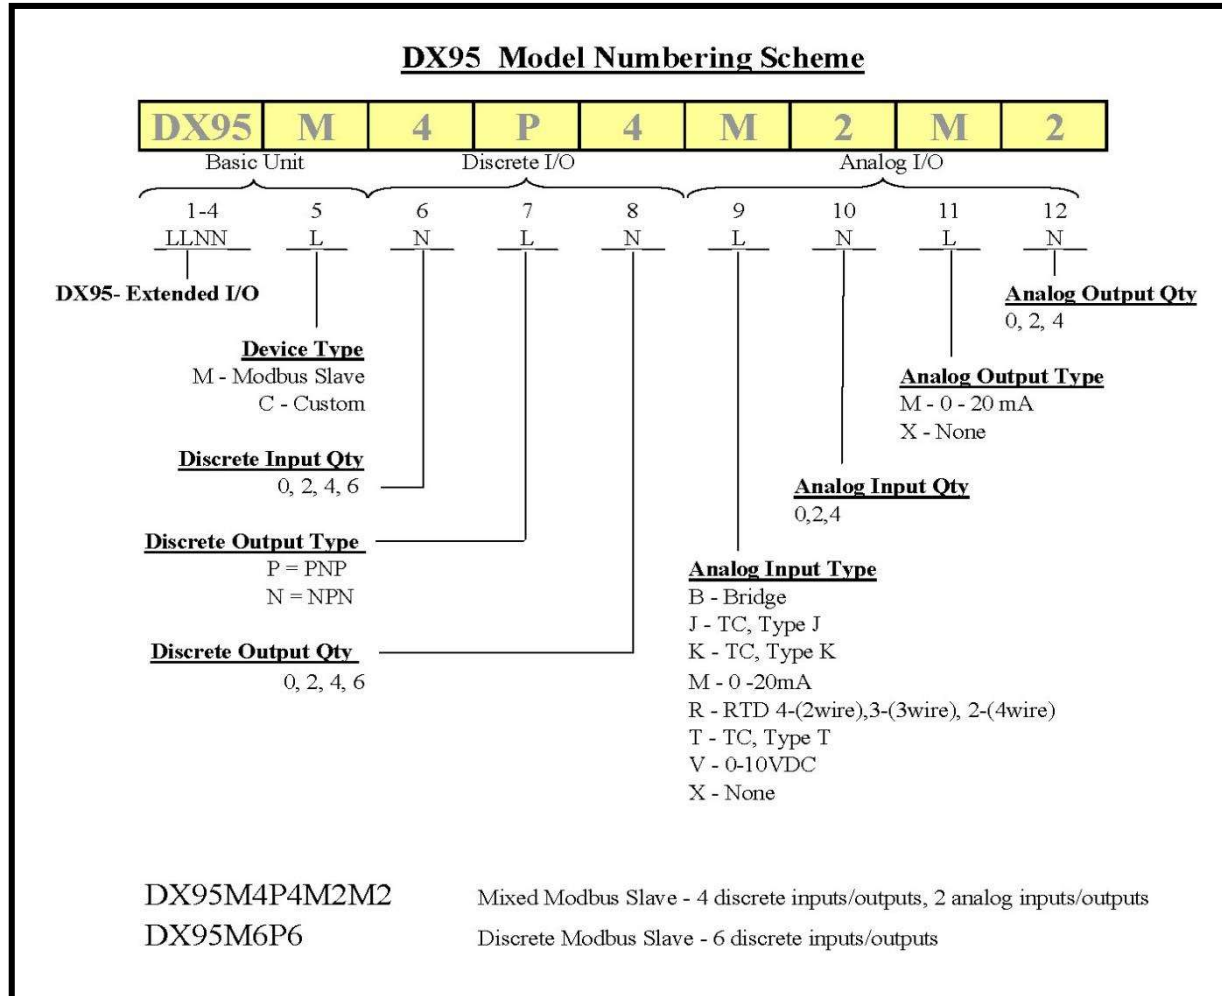 DX95 Model Numbering Scheme
DX95 M 4 P 4 M 2 M 2
Basic Unit Discrete I/O Analog I/O
1-4 5 6 7 8 9 10 11 12
LLNN L N L N L N L N
DX95- Extended I/O
Analog Output Qty
0, 2, 4
Device Type
M - Modbus Slave
C - Custom
Analog Output Type
M - 0 - 20 mA
X - None
Discrete Input Qty
0, 2, 4, 6
Analog Input Qty
0,2,4
Discrete Output Type
P = PNP
N = NPN
Analog Input Type
B - Bridge
J - TC, Type J
K - TC, Type K
M - 0 -20mA
R - RTD 4-(2wire),3-(3wire), 2-(4wire)
T - TC, Type T
V - 0-10VDC
X - None
Discrete Output Qty
0, 2, 4, 6
DX95M4P4M2M2 Mixed Modbus Slave - 4 discrete inputs/outputs, 2 analog inputs/outputs
DX95M6P6 Discrete Modbus Slave - 6 discrete inputs/outputs